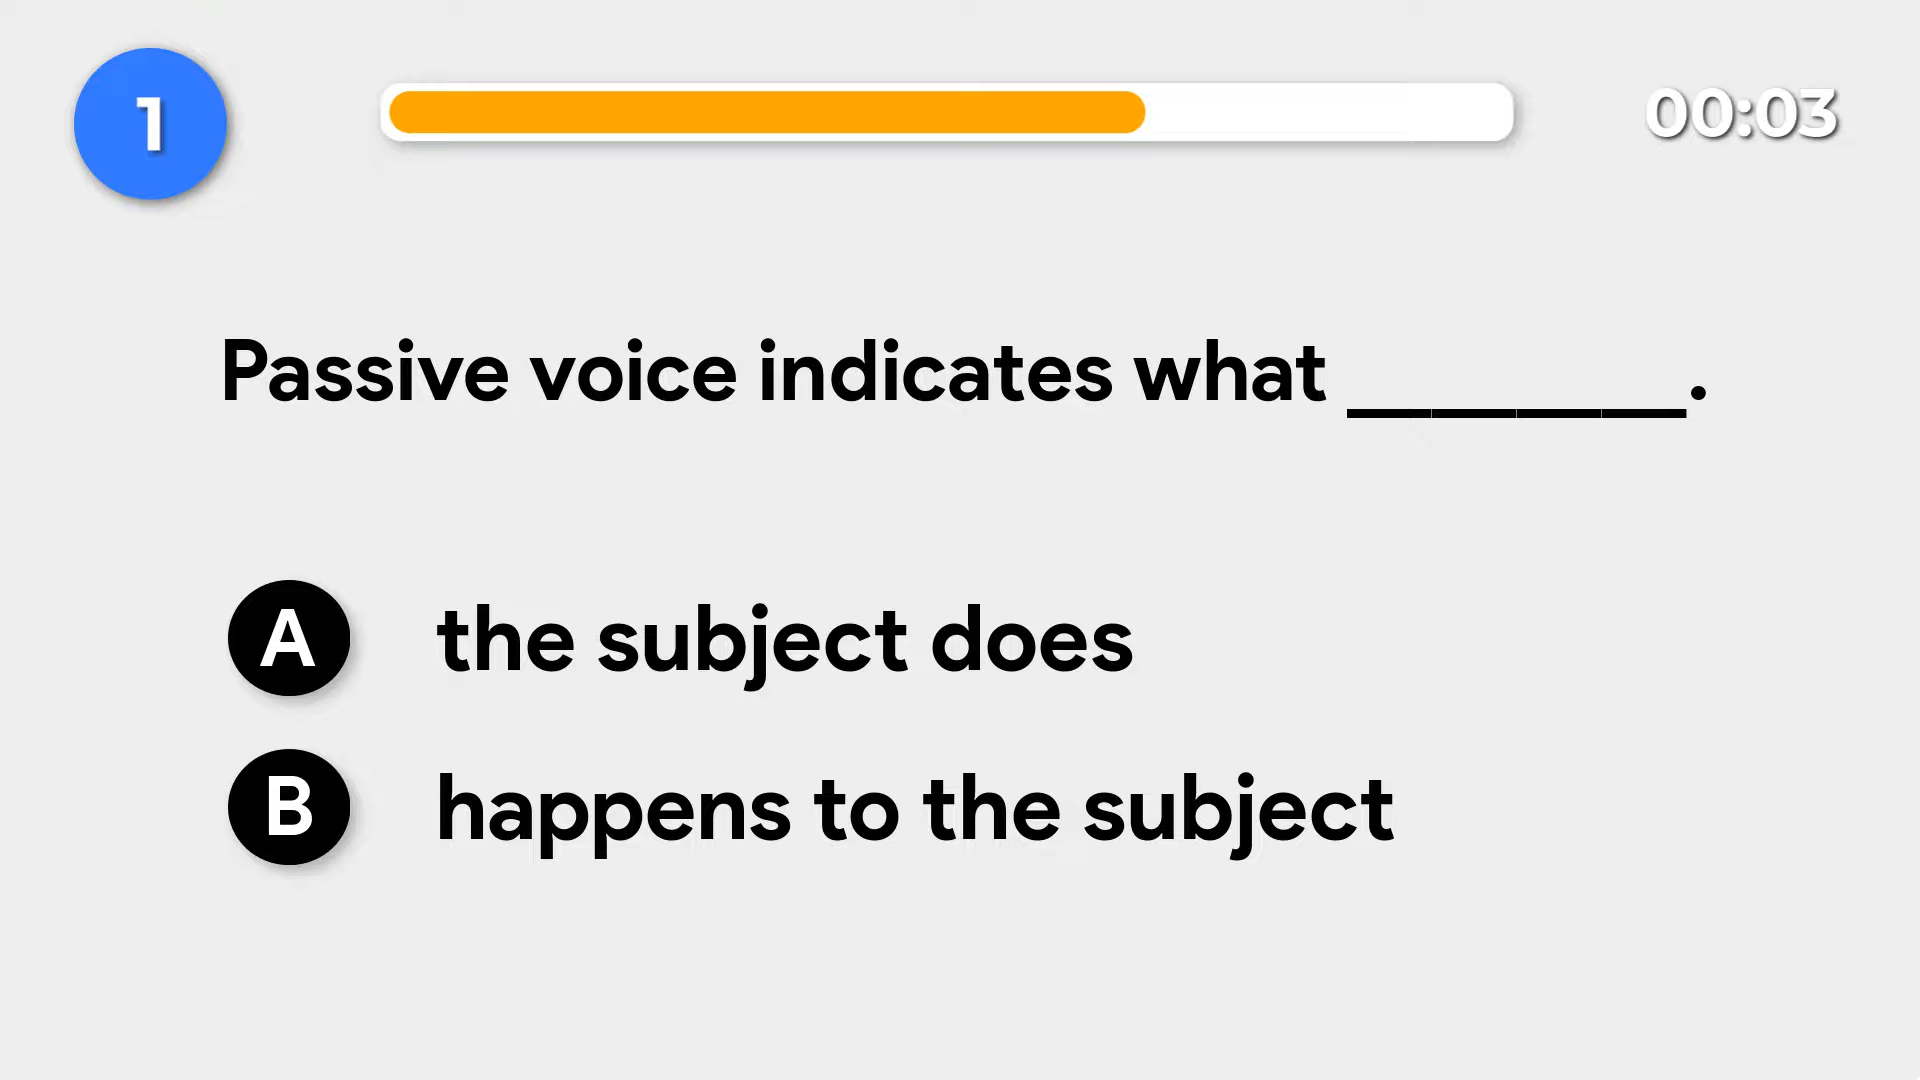 1
00:03
Passive voice indicates what ________.
A the subject does
B happens to the subject